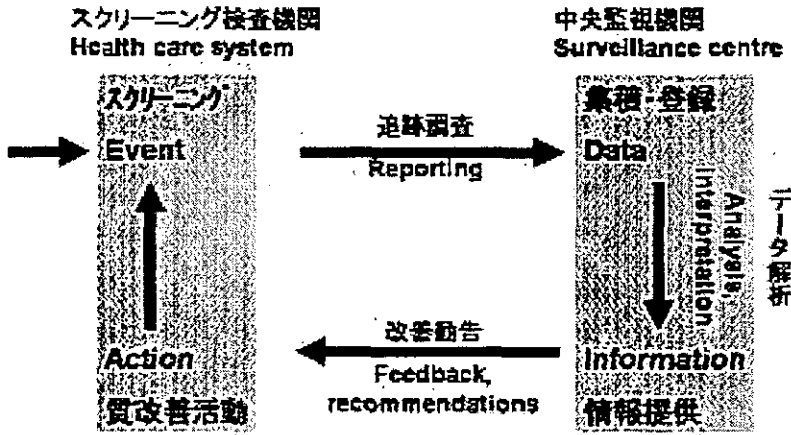 スクリーニング検査機関
Health care system
中央監視機関
Surveillance centre
スクリーニング
Event
追跡調査
Reporting
集積・登録
Data
Analysis,
interpretation
データ解析
Action
質改善活動
改善勧告
Feedback,
recommendations
Information
情報提供